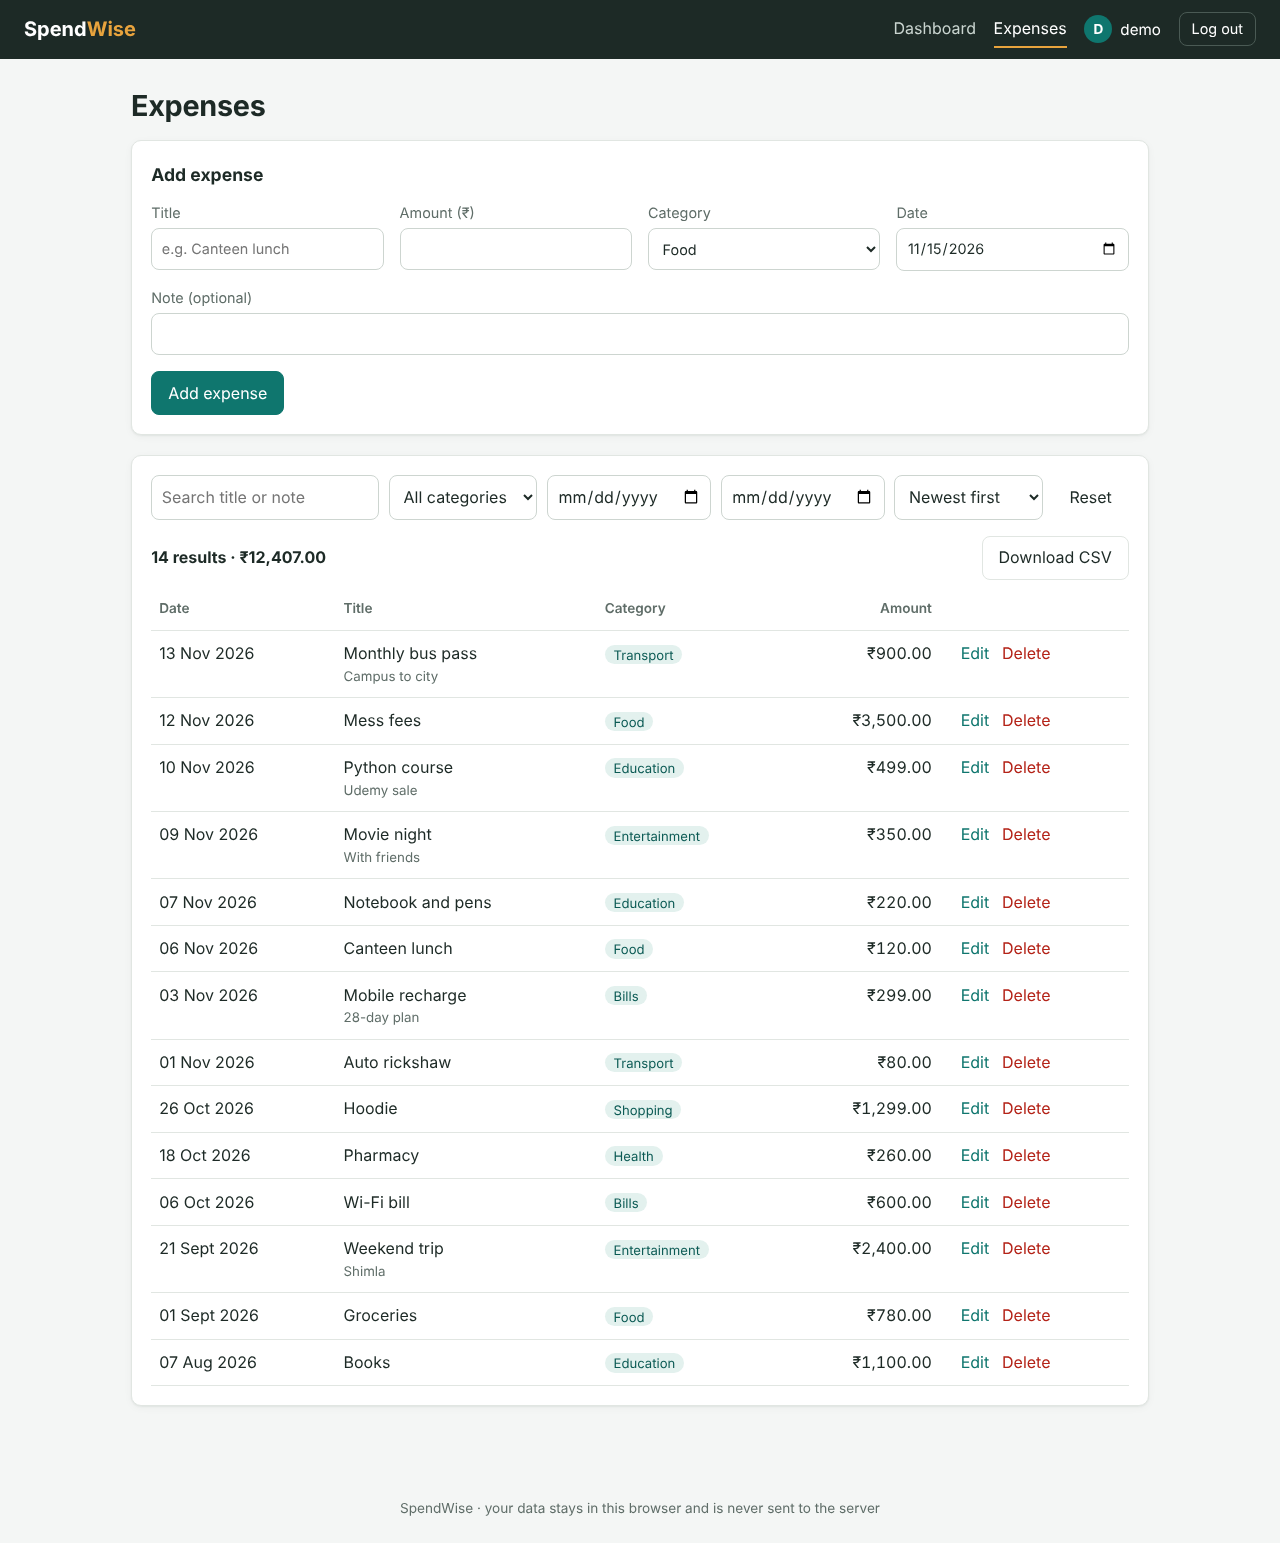 SpendWise
Dashboard Expenses D demo Log out
Expenses
Add expense
Title Amount (₹) Category Date
e.g. Canteen lunch Food 11/15/2026
Note (optional)
Add expense
Search title or note All categories mm/dd/yyyy mm/dd/yyyy Newest first Reset
14 results · ₹12,407.00 Download CSV
Date Title Category Amount
13 Nov 2026 Monthly bus pass Transport ₹900.00 Edit Delete
Campus to city
12 Nov 2026 Mess fees Food ₹3,500.00 Edit Delete
10 Nov 2026 Python course Education ₹499.00 Edit Delete
Udemy sale
09 Nov 2026 Movie night Entertainment ₹350.00 Edit Delete
With friends
07 Nov 2026 Notebook and pens Education ₹220.00 Edit Delete
06 Nov 2026 Canteen lunch Food ₹120.00 Edit Delete
03 Nov 2026 Mobile recharge Bills ₹299.00 Edit Delete
28-day plan
01 Nov 2026 Auto rickshaw Transport ₹80.00 Edit Delete
26 Oct 2026 Hoodie Shopping ₹1,299.00 Edit Delete
18 Oct 2026 Pharmacy Health ₹260.00 Edit Delete
06 Oct 2026 Wi-Fi bill Bills ₹600.00 Edit Delete
21 Sept 2026 Weekend trip Entertainment ₹2,400.00 Edit Delete
Shimla
01 Sept 2026 Groceries Food ₹780.00 Edit Delete
07 Aug 2026 Books Education ₹1,100.00 Edit Delete
SpendWise · your data stays in this browser and is never sent to the server